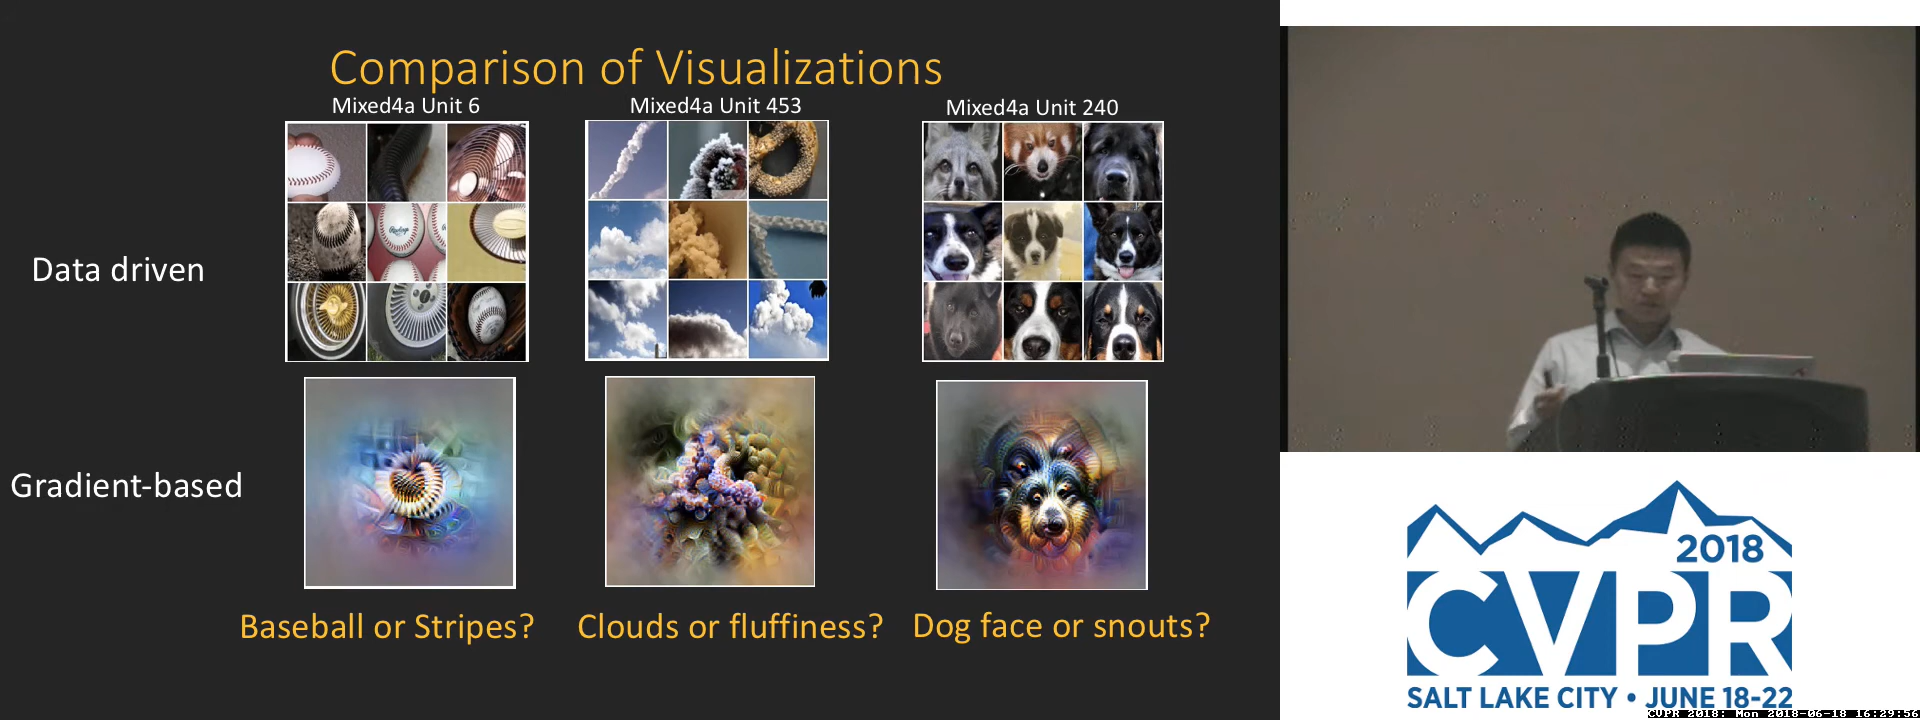 Comparison of Visualizations
Mixed4a Unit 6
Mixed4a Unit 453
Mixed4a Unit 240
Data driven
Gradient-based
Baseball or Stripes?
Clouds or fluffiness?
Dog face or snouts?
2018
CVPR
SALT LAKE CITY • JUNE 18-22
CVPR 2018: Mon 2018-06-18 16:29:56